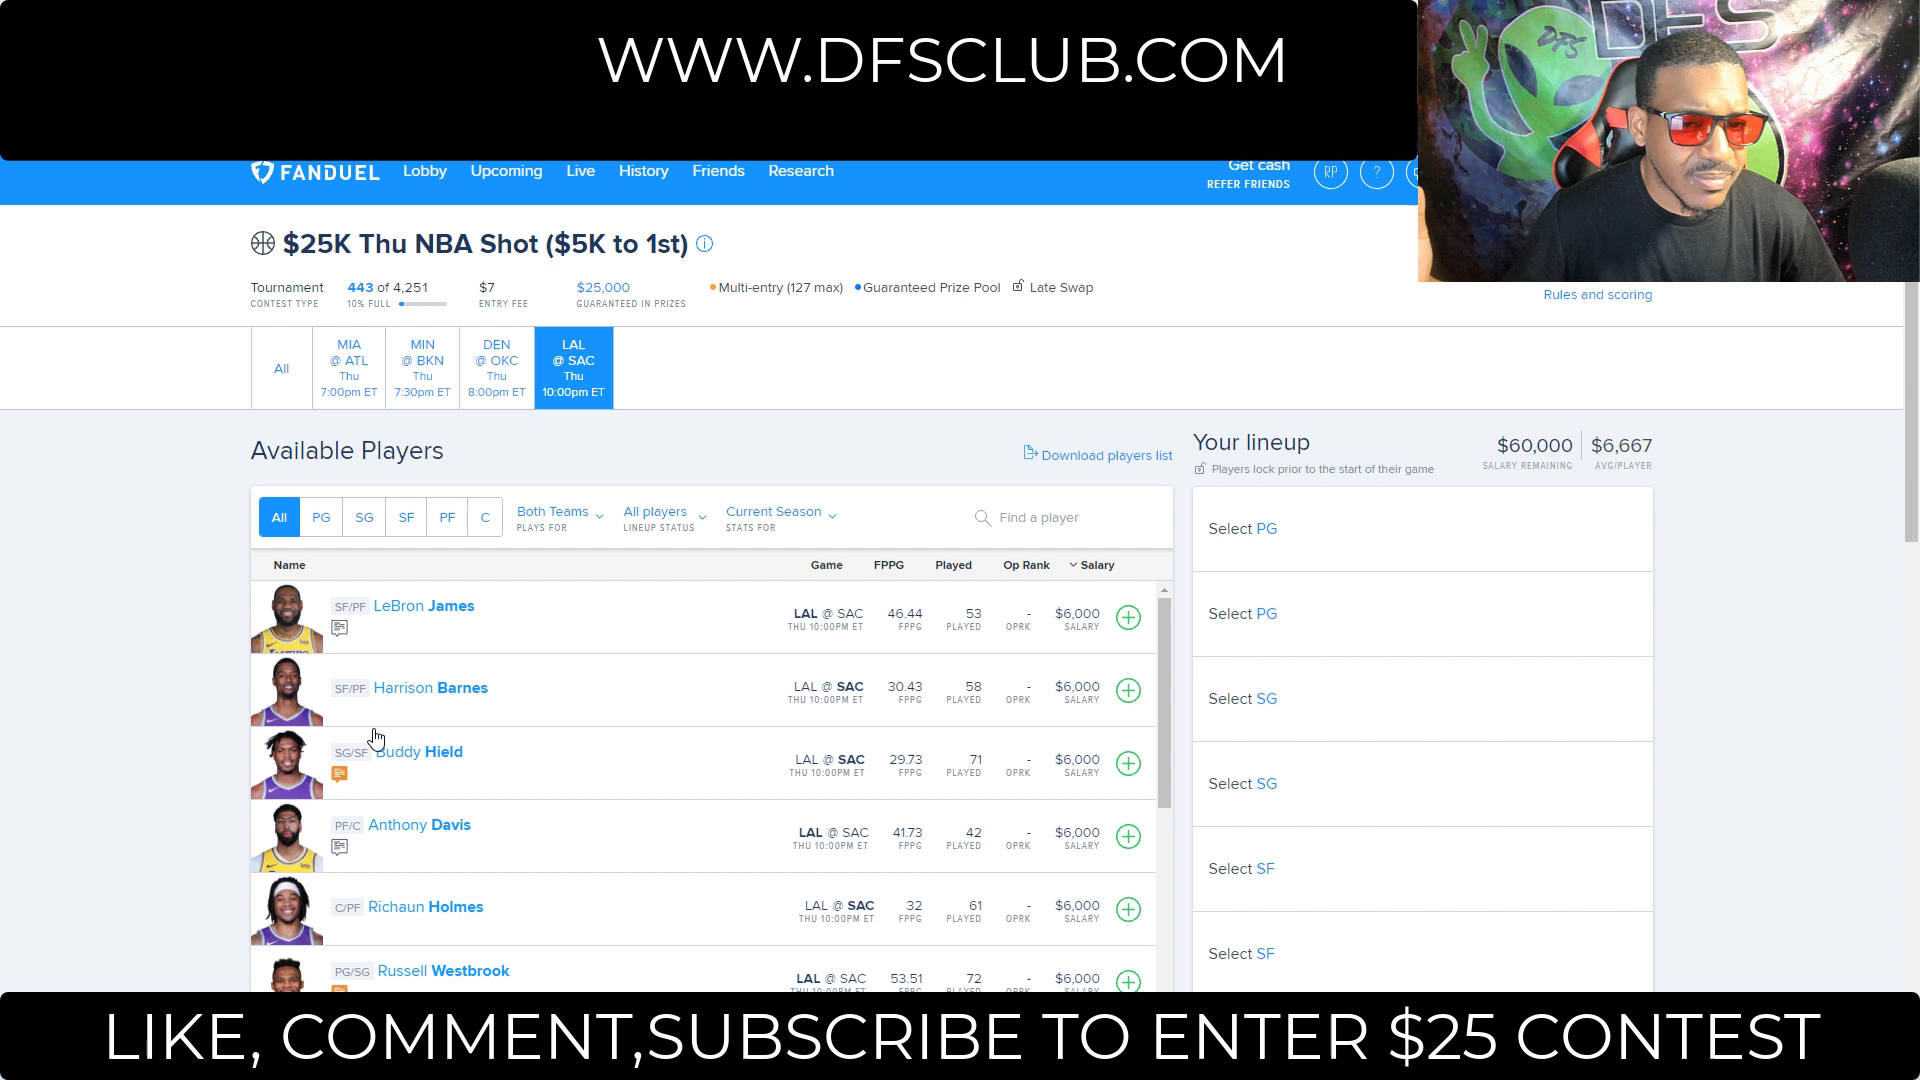 WWW.DFSCLUB.COM
DFS
DFS
FANDUEL Lobby Upcoming Live History Friends Research
Get cash
REFER FRIENDS
RP ?
$25K Thu NBA Shot ($5K to 1st)
Tournament 443 of 4,251 $7 $25,000 Multi-entry (127 max) Guaranteed Prize Pool Late Swap
CONTEST TYPE 10% FULL ENTRY FEE GUARANTEED IN PRIZES
Rules and scoring
All
MIA
@ ATL
Thu
7:00pm ET
MIN
@ BKN
Thu
7:30pm ET
DEN
@ OKC
Thu
8:00pm ET
LAL
@ SAC
Thu
10:00pm ET
Available Players
Download players list
All PG SG SF PF C
Both Teams
PLAYS FOR
All players
LINEUP STATUS
Current Season
STATS FOR
Find a player
Name Game FPPG Played Op Rank Salary
SF/PF LeBron James
LAL @ SAC 46.44 53 - $6,000
THU 10:00PM ET FPPG PLAYED OPRK SALARY
SF/PF Harrison Barnes
LAL @ SAC 30.43 58 - $6,000
THU 10:00PM ET FPPG PLAYED OPRK SALARY
SG/SF Buddy Hield
LAL @ SAC 29.73 71 - $6,000
THU 10:00PM ET FPPG PLAYED OPRK SALARY
PF/C Anthony Davis
LAL @ SAC 41.73 42 - $6,000
THU 10:00PM ET FPPG PLAYED OPRK SALARY
C/PF Richaun Holmes
LAL @ SAC 32 61 - $6,000
THU 10:00PM ET FPPG PLAYED OPRK SALARY
PG/SG Russell Westbrook
LAL @ SAC 53.51 72 - $6,000
THU 10:00PM ET FPPG PLAYED OPRK SALARY
Your lineup
Players lock prior to the start of their game
$60,000
SALARY REMAINING
$6,667
AVG/PLAYER
Select PG
Select PG
Select SG
Select SG
Select SF
Select SF
LIKE, COMMENT,SUBSCRIBE TO ENTER $25 CONTEST